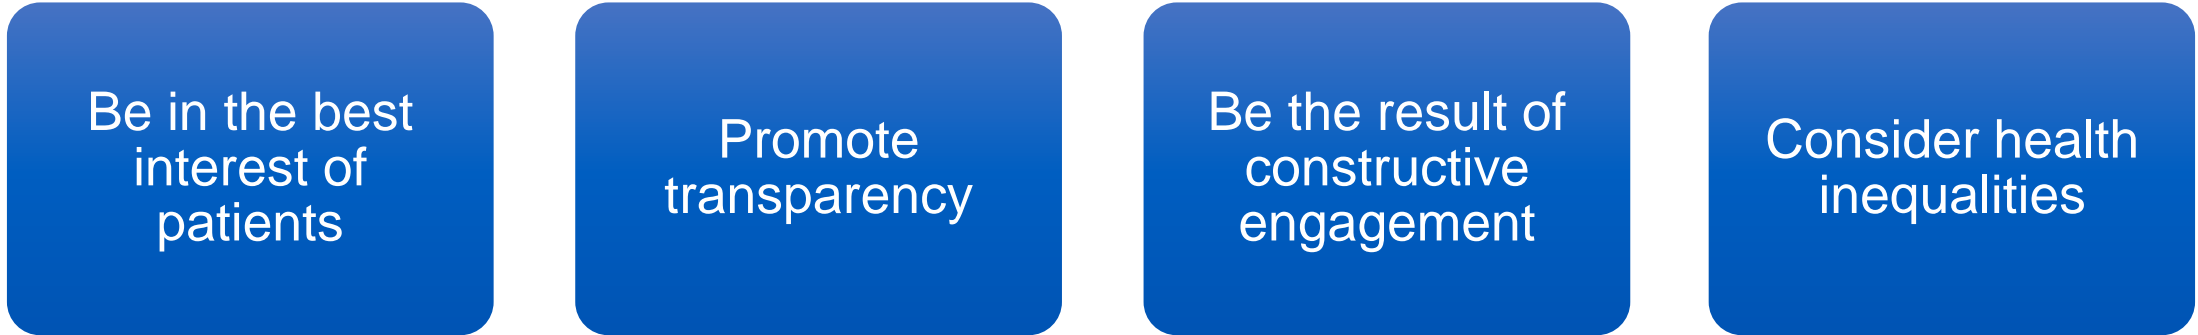 Be in the best
interest of
patients
Promote
transparency
Be the result of
constructive
engagement
Consider health
inequalities